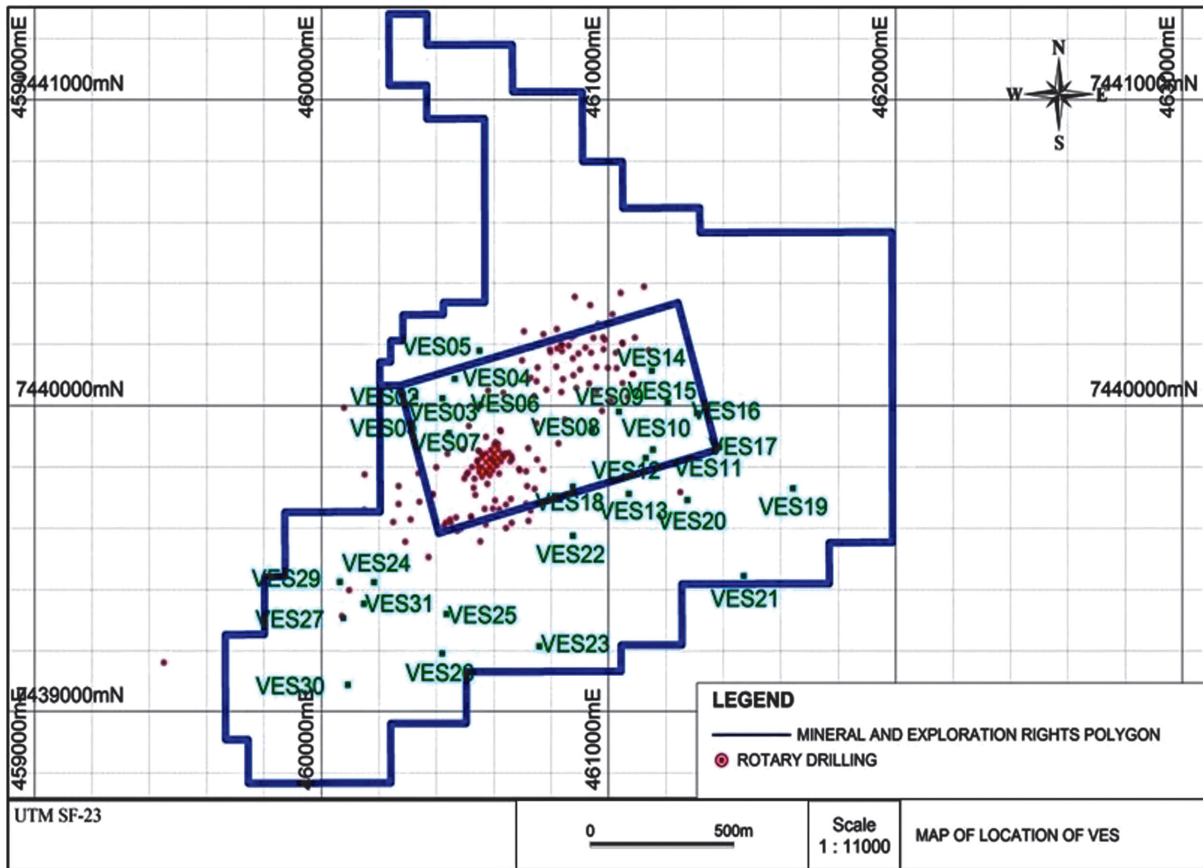 459000mE
460000mE
461000mE
462000mE
7441000mN
7441000mN
N
W
E
S
VES05
VES14
VES04
VES02
VES03
VES06
VES09
VES15
7440000mN
7440000mN
VES07
VES08
VES10
VES16
VES17
VES12
VES11
VES18
VES13
VES20
VES19
VES22
VES24
VES29
VES21
VES31
VES27
VES25
VES23
VES30
7439000mN
459000mE
460000mE
461000mE
LEGEND
MINERAL AND EXPLORATION RIGHTS POLYGON
ROTARY DRILLING
UTM SF-23
0 500m
Scale
1 : 11000
MAP OF LOCATION OF VES